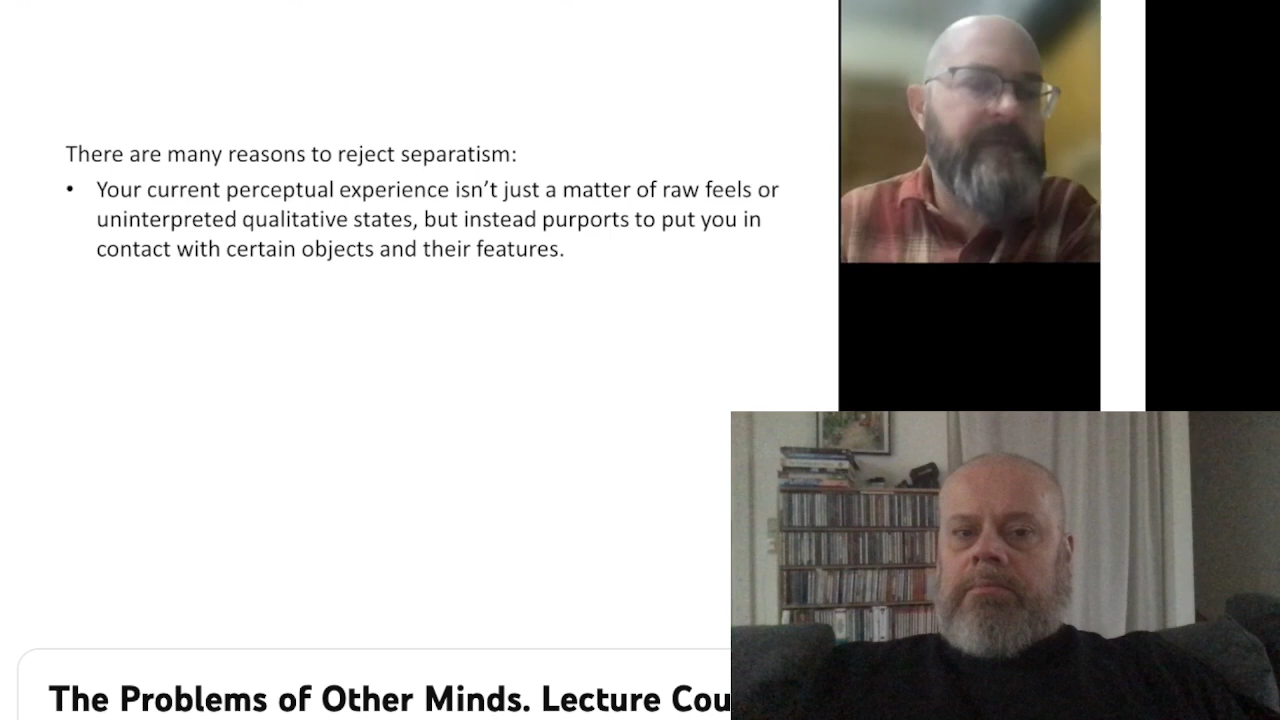 There are many reasons to reject separatism:
• Your current perceptual experience isn't just a matter of raw feels or
uninterpreted qualitative states, but instead purports to put you in
contact with certain objects and their features.
The Problems of Other Minds. Lecture Cou